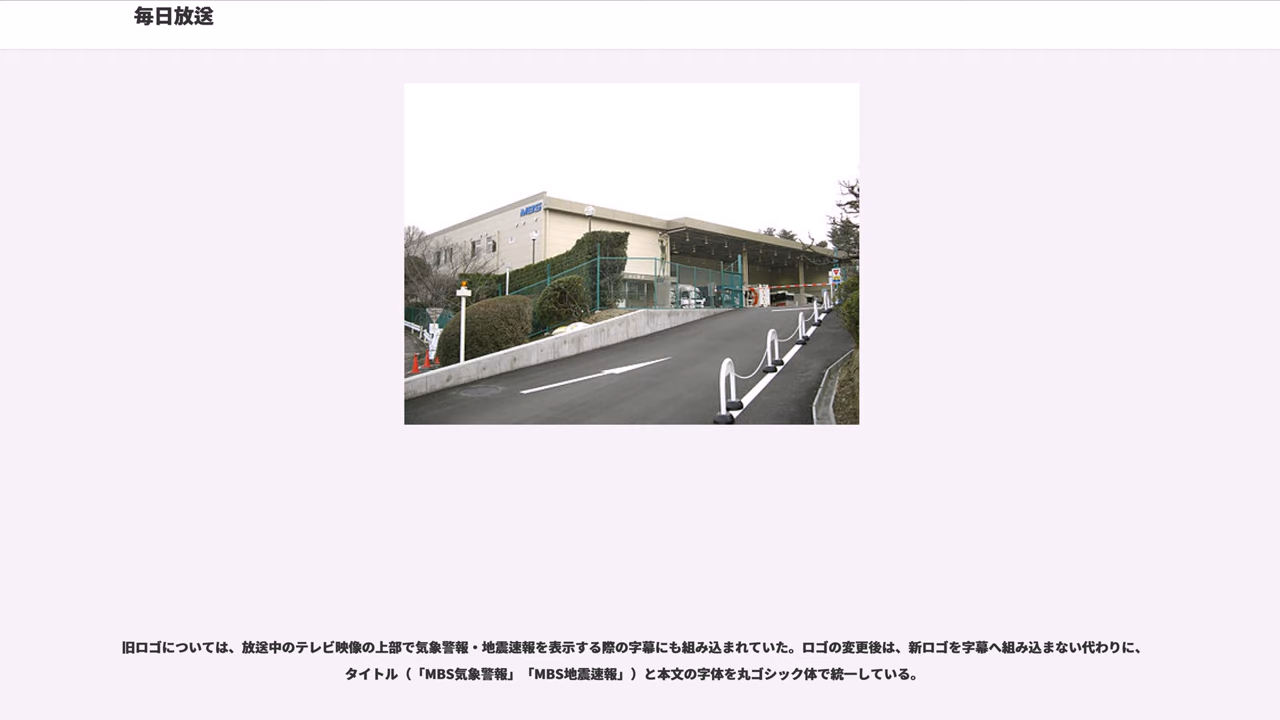 毎日放送
MBS
旧ロゴについては、放送中のテレビ映像の上部で気象警報・地震速報を表示する際の字幕にも組み込まれていた。ロゴの変更後は、新ロゴを字幕へ組み込まない代わりに、
タイトル（「MBS気象警報」「MBS地震速報」）と本文の字体を丸ゴシック体で統一している。